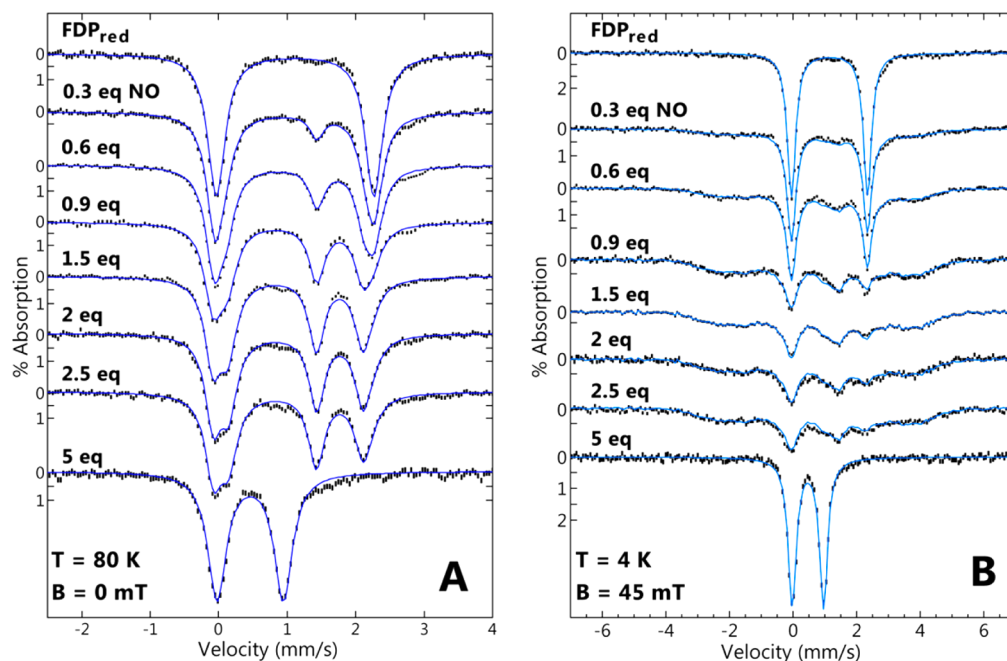 FDPred
0
1
0.3 eq NO
0
0.6 eq
0
1
0.9 eq
0
1
1.5 eq
0
1
2 eq
0
1
2.5 eq
0
1
5 eq
0
1
T = 80 K
B = 0 mT
A
% Absorption
-2
-1
0
1
2
3
4
Velocity (mm/s)
FDPred
0
2
0.3 eq NO
0
1
0.6 eq
0
1
0.9 eq
0
1.5 eq
0
2 eq
0
2.5 eq
0
5 eq
0
1
2
T = 4 K
B = 45 mT
B
% Absorption
-6
-4
-2
0
2
4
6
Velocity (mm/s)